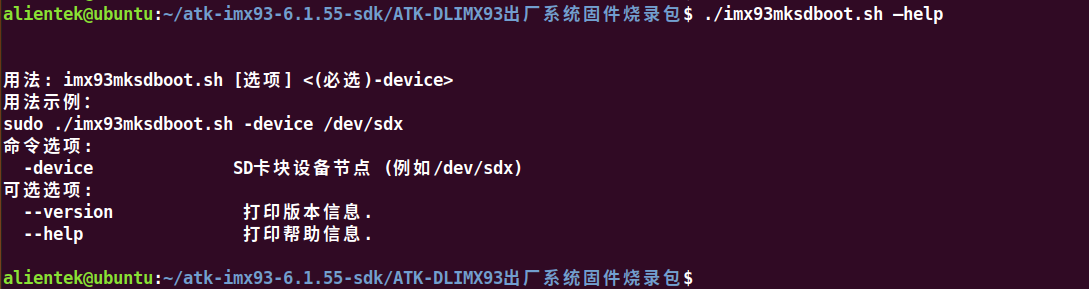 alientek@ubuntu:~/atk-imx93-6.1.55-sdk/ATK-DLIMX93出厂系统固件烧录包$ ./imx93mksdboot.sh –help
用法: imx93mksdboot.sh [选项] <(必选)-device>
用法示例:
sudo ./imx93mksdboot.sh -device /dev/sdx
命令选项:
-device SD卡块设备节点 (例如/dev/sdx)
可选选项:
--version 打印版本信息.
--help 打印帮助信息.
alientek@ubuntu:~/atk-imx93-6.1.55-sdk/ATK-DLIMX93出厂系统固件烧录包$